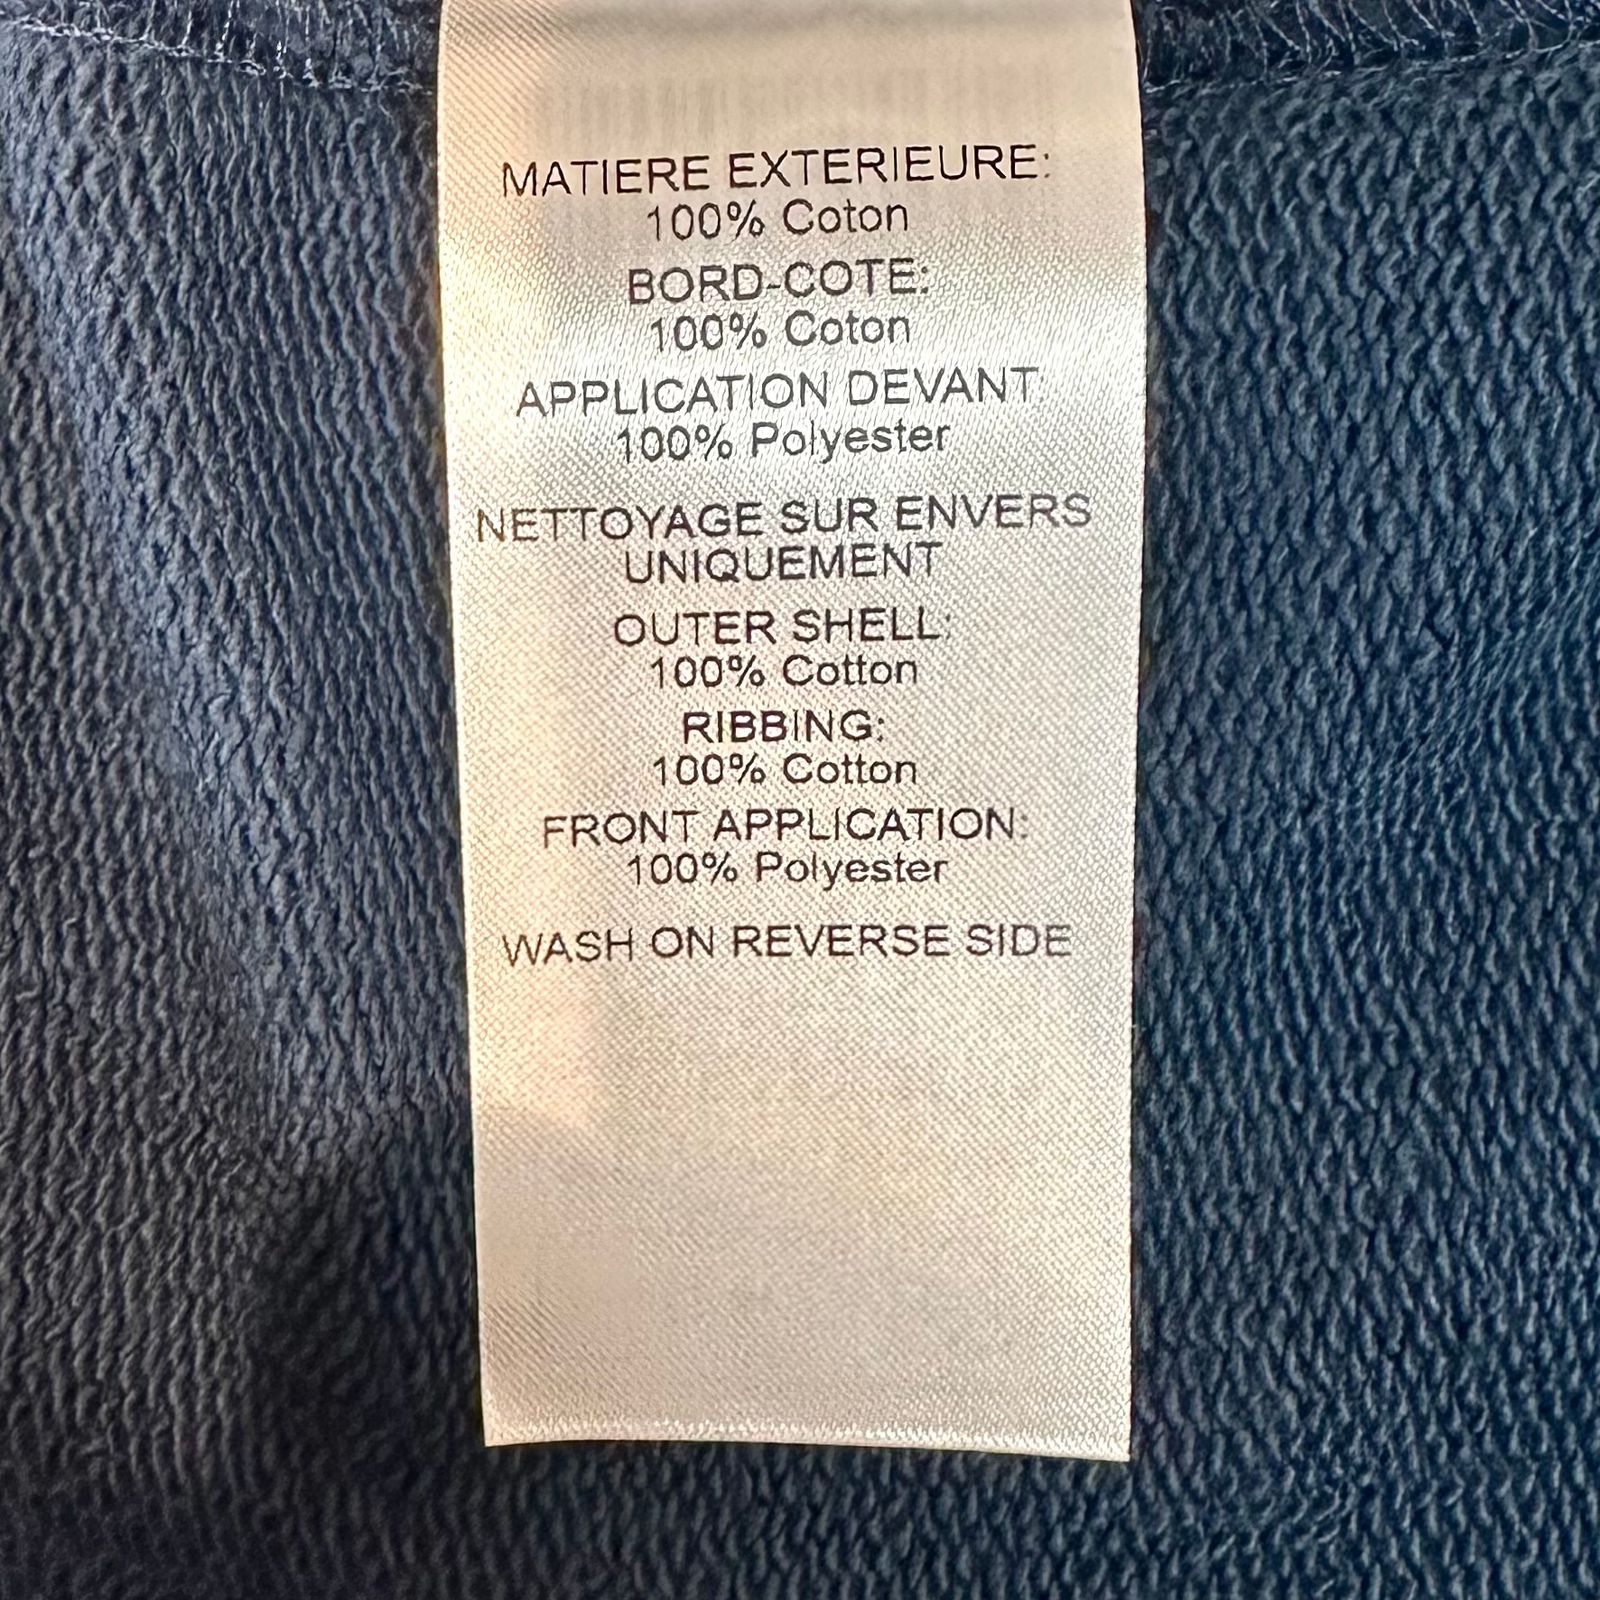 MATIERE EXTERIEURE:
100% Coton
BORD-COTE:
100% Coton
APPLICATION DEVANT:
100% Polyester
NETTOYAGE SUR ENVERS
UNIQUEMENT
OUTER SHELL:
100% Cotton
RIBBING:
100% Cotton
FRONT APPLICATION:
100% Polyester
WASH ON REVERSE SIDE